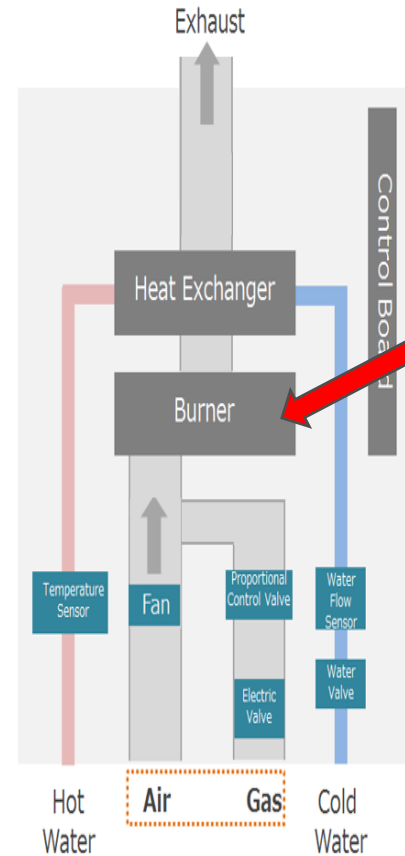 Exhaust
Control Board
Heat Exchanger
Burner
Temperature
Sensor
Fan
Proportional
Control Valve
Water
Flow
Sensor
Electric
Valve
Water
Valve
Hot
Water
Air
Gas
Cold
Water